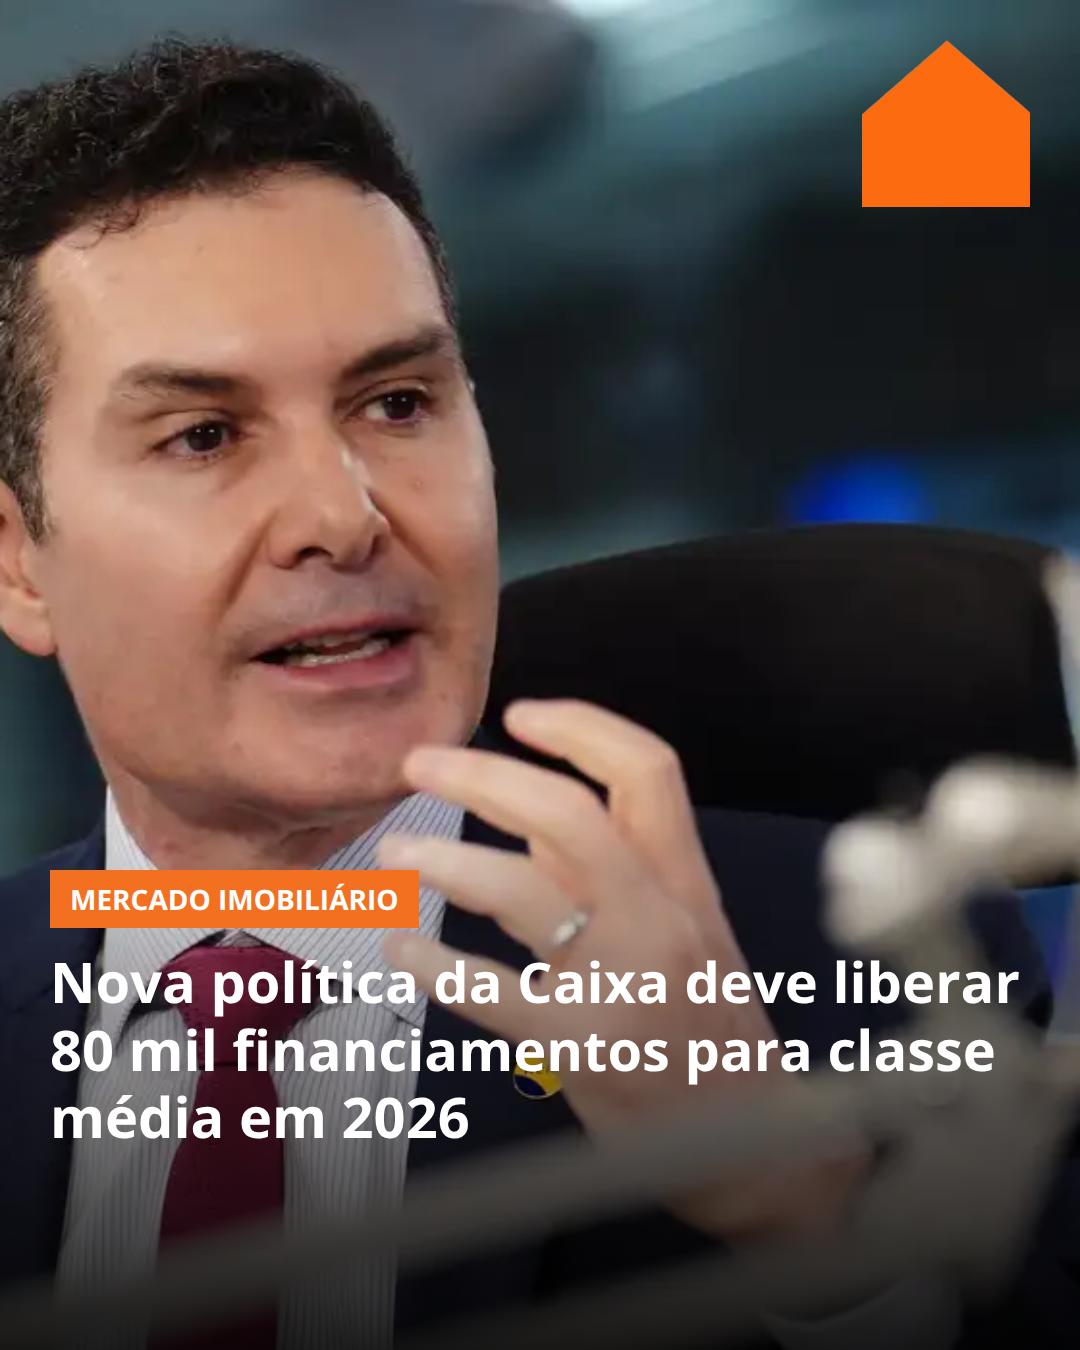 MERCADO IMOBILIÁRIO
Nova política da Caixa deve liberar
80 mil financiamentos para classe
média em 2026